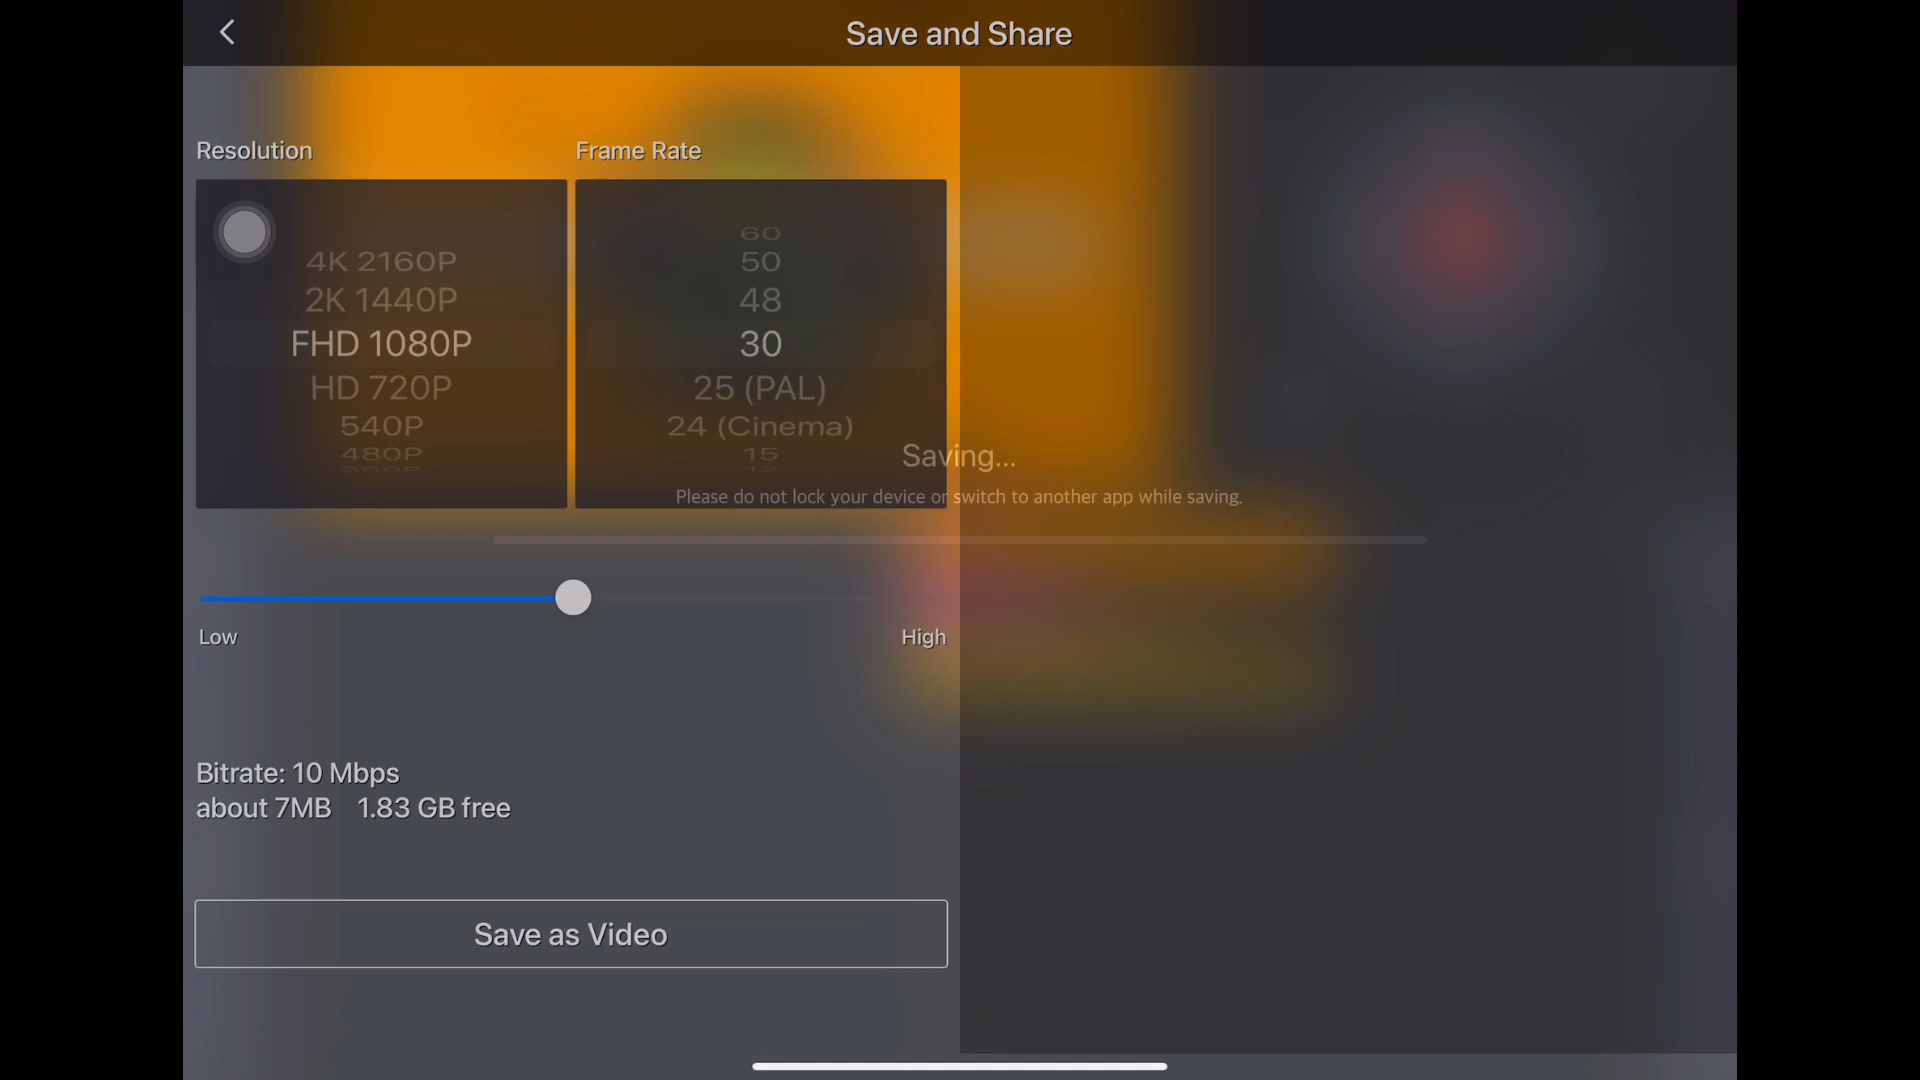 Save and Share
Resolution
Frame Rate
4K 2160P
2K 1440P
FHD 1080P
HD 720P
540P
480P
360P
60
50
48
30
25 (PAL)
24 (Cinema)
15
12
Saving...
Please do not lock your device or switch to another app while saving.
Low
High
Bitrate: 10 Mbps
about 7MB 1.83 GB free
Save as Video